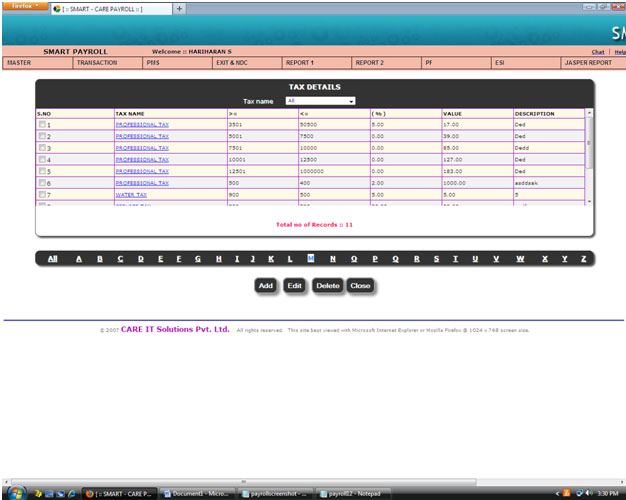 Firefox
[ :: SMART - CARE PAYROLL :: ]
SM
SMART PAYROLL Welcome :: HARIHARAN S Chat | Help
MASTER TRANSACTION PMS EXIT & NDC REPORT 1 REPORT 2 PF ESI JASPER REPORT
TAX DETAILS
Tax name All
S.NO TAX NAME >= <= ( % ) VALUE DESCRIPTION
1 PROFESSIONAL TAX 3501 50500 5.00 17.00 Ded
2 PROFESSIONAL TAX 5001 7500 0.00 39.00 Ded
3 PROFESSIONAL TAX 7501 10000 0.00 85.00 Dedd
4 PROFESSIONAL TAX 10001 12500 0.00 127.00 Ded
5 PROFESSIONAL TAX 12501 1000000 0.00 183.00 Ded
6 PROFESSIONAL TAX 500 400 2.00 1000.00 asddsak
7 WATER TAX 900 500 5.00 5.00 5
Total no of Records :: 11
All A B C D E F G H I J K L M N O P Q R S T U V W X Y Z
Add Edit Delete Close
© 2007 CARE IT Solutions Pvt. Ltd. All rights reserved. This site best viewed with Microsoft Internet Explorer or Mozilla Firefox @ 1024 x 768 screen size.
[ :: SMART - CARE P... Document1 - Micro... payrollscreenshot - ... payroll12 - Notepad 3:30 PM